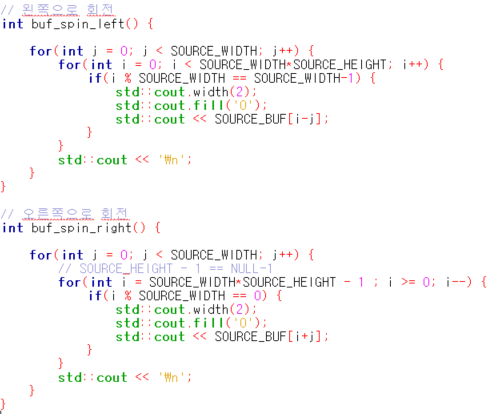 // 왼쪽으로 회전
int buf_spin_left() {
for(int j = 0; j < SOURCE_WIDTH; j++) {
for(int i = 0; i < SOURCE_WIDTH*SOURCE_HEIGHT; i++) {
if(i % SOURCE_WIDTH == SOURCE_WIDTH-1) {
std::cout.width(2);
std::cout.fill('0');
std::cout << SOURCE_BUF[i-j];
}
}
std::cout << '₩n';
}
}
// 오른쪽으로 회전
int buf_spin_right() {
for(int j = 0; j < SOURCE_WIDTH; j++) {
// SOURCE_HEIGHT - 1 == NULL-1
for(int i = SOURCE_WIDTH*SOURCE_HEIGHT - 1 ; i >= 0; i--) {
if(i % SOURCE_WIDTH == 0) {
std::cout.width(2);
std::cout.fill('0');
std::cout << SOURCE_BUF[i+j];
}
}
std::cout << '₩n';
}
}